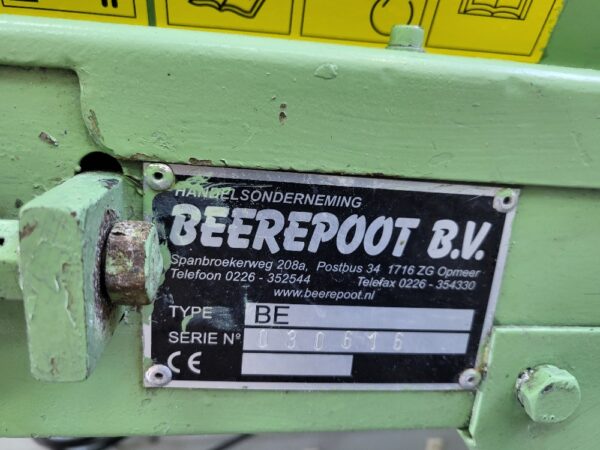 HANDELSONDERNEMING
BEEREPOOT B.V.
Spanbroekerweg 208a, Postbus 34 1716 ZG Opmeer
Telefoon 0226 - 352544 Telefax 0226 - 354330
www.beerepoot.nl
TYPE BE
SERIE Nº 030616
CE